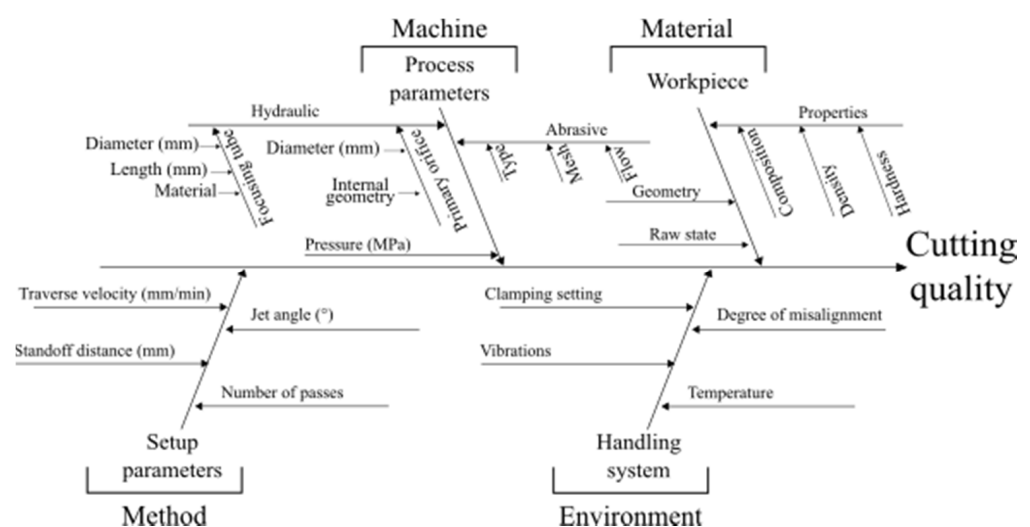 Machine
Material
Process
parameters
Workpiece
Hydraulic
Abrasive
Properties
Diameter (mm)
Length (mm)
Material
Focusing tube
Diameter (mm)
Internal
geometry
Primary orifice
Type
Mesh
Flow
Composition
Density
Hardness
Geometry
Raw state
Pressure (MPa)
Cutting
quality
Traverse velocity (mm/min)
Jet angle (°)
Standoff distance (mm)
Number of passes
Clamping setting
Degree of misalignment
Vibrations
Temperature
Setup
parameters
Handling
system
Method
Environment